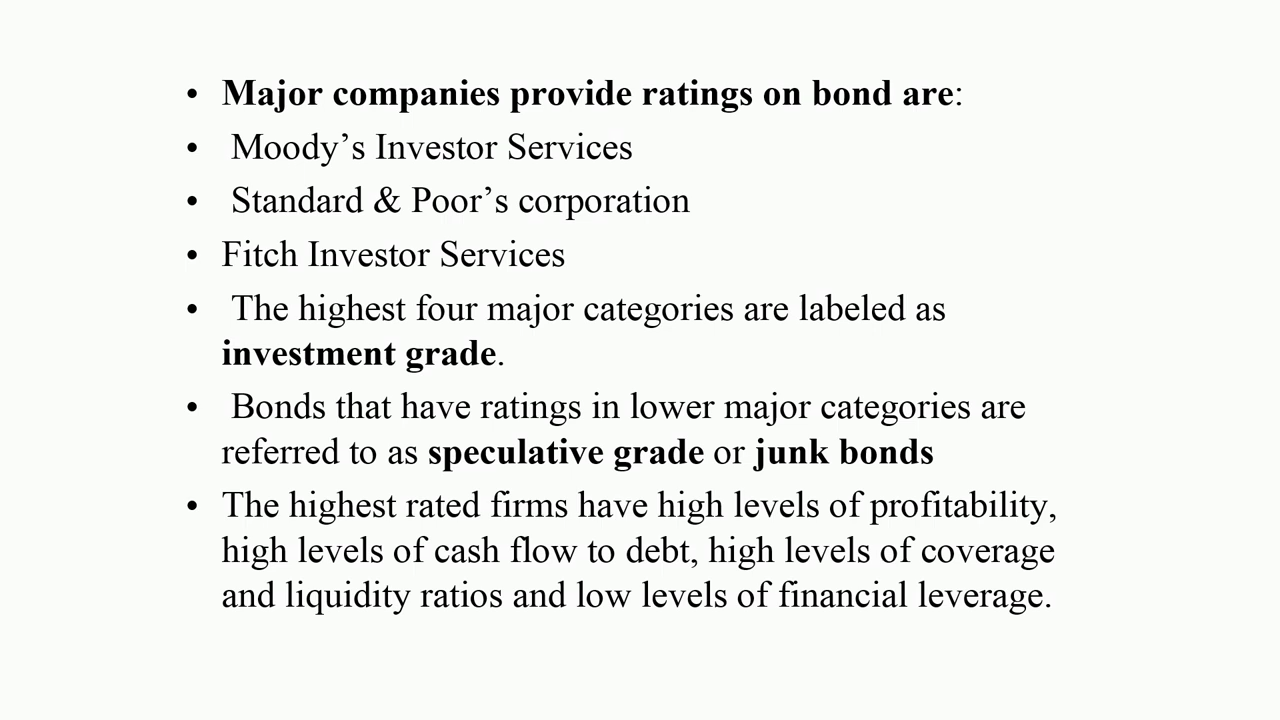 • Major companies provide ratings on bond are:
• Moody’s Investor Services
• Standard & Poor’s corporation
• Fitch Investor Services
• The highest four major categories are labeled as
investment grade.
• Bonds that have ratings in lower major categories are
referred to as speculative grade or junk bonds
• The highest rated firms have high levels of profitability,
high levels of cash flow to debt, high levels of coverage
and liquidity ratios and low levels of financial leverage.